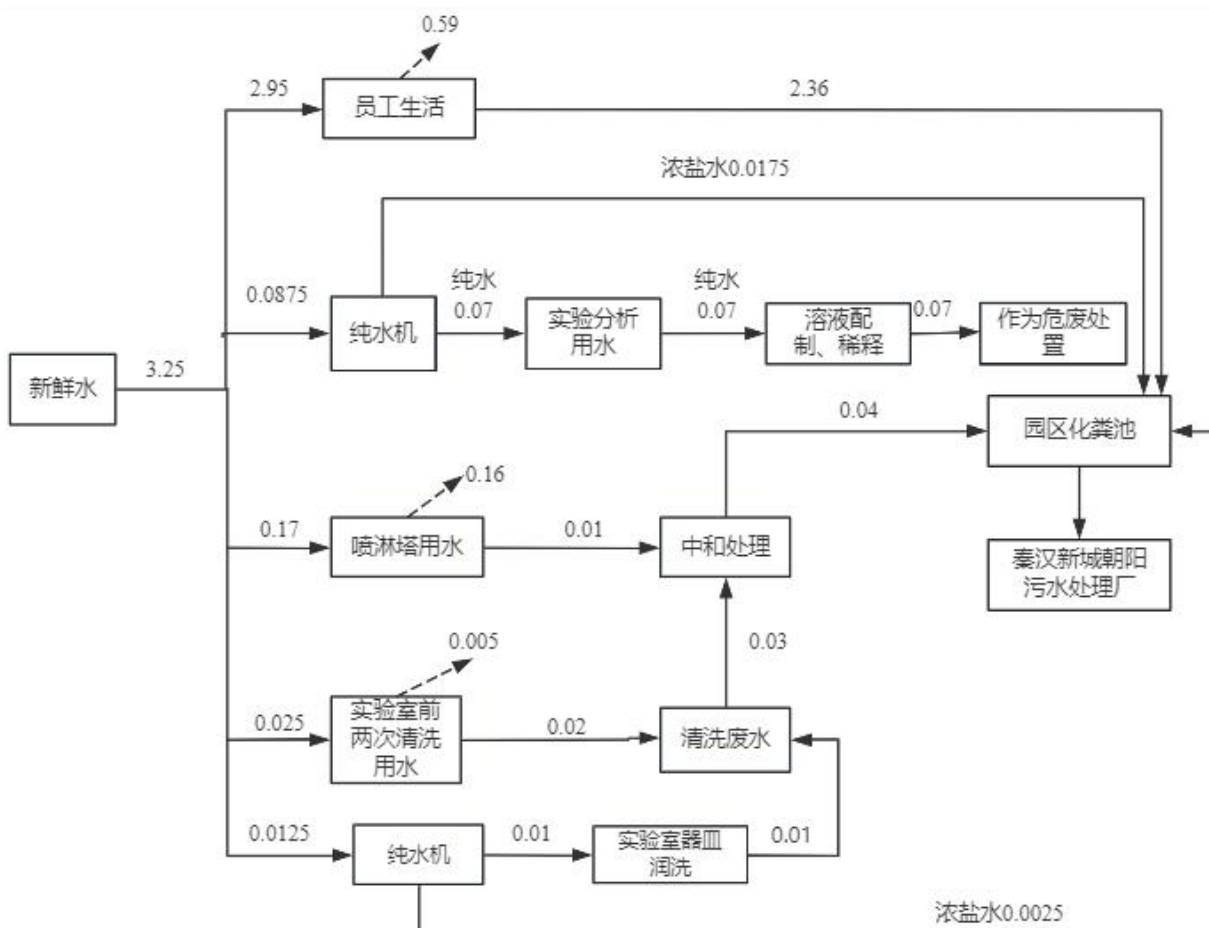 0.59
2.95
员工生活
2.36
浓盐水0.0175
0.0875
纯水机
纯水
0.07
实验分析
用水
纯水
0.07
溶液配
制、稀释
0.07
作为危废处
置
新鲜水
3.25
0.04
园区化粪池
0.16
0.17
喷淋塔用水
0.01
中和处理
秦汉新城朝阳
污水处理厂
0.005
0.03
0.025
实验室前
两次清洗
用水
0.02
清洗废水
0.0125
纯水机
0.01
实验室器皿
润洗
0.01
浓盐水0.0025